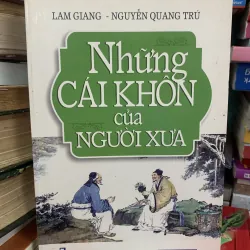 LAM GIANG - NGUYỄN QUANG TRỨ
Những
CÁI KHÔN
của
NGƯỜI XƯA